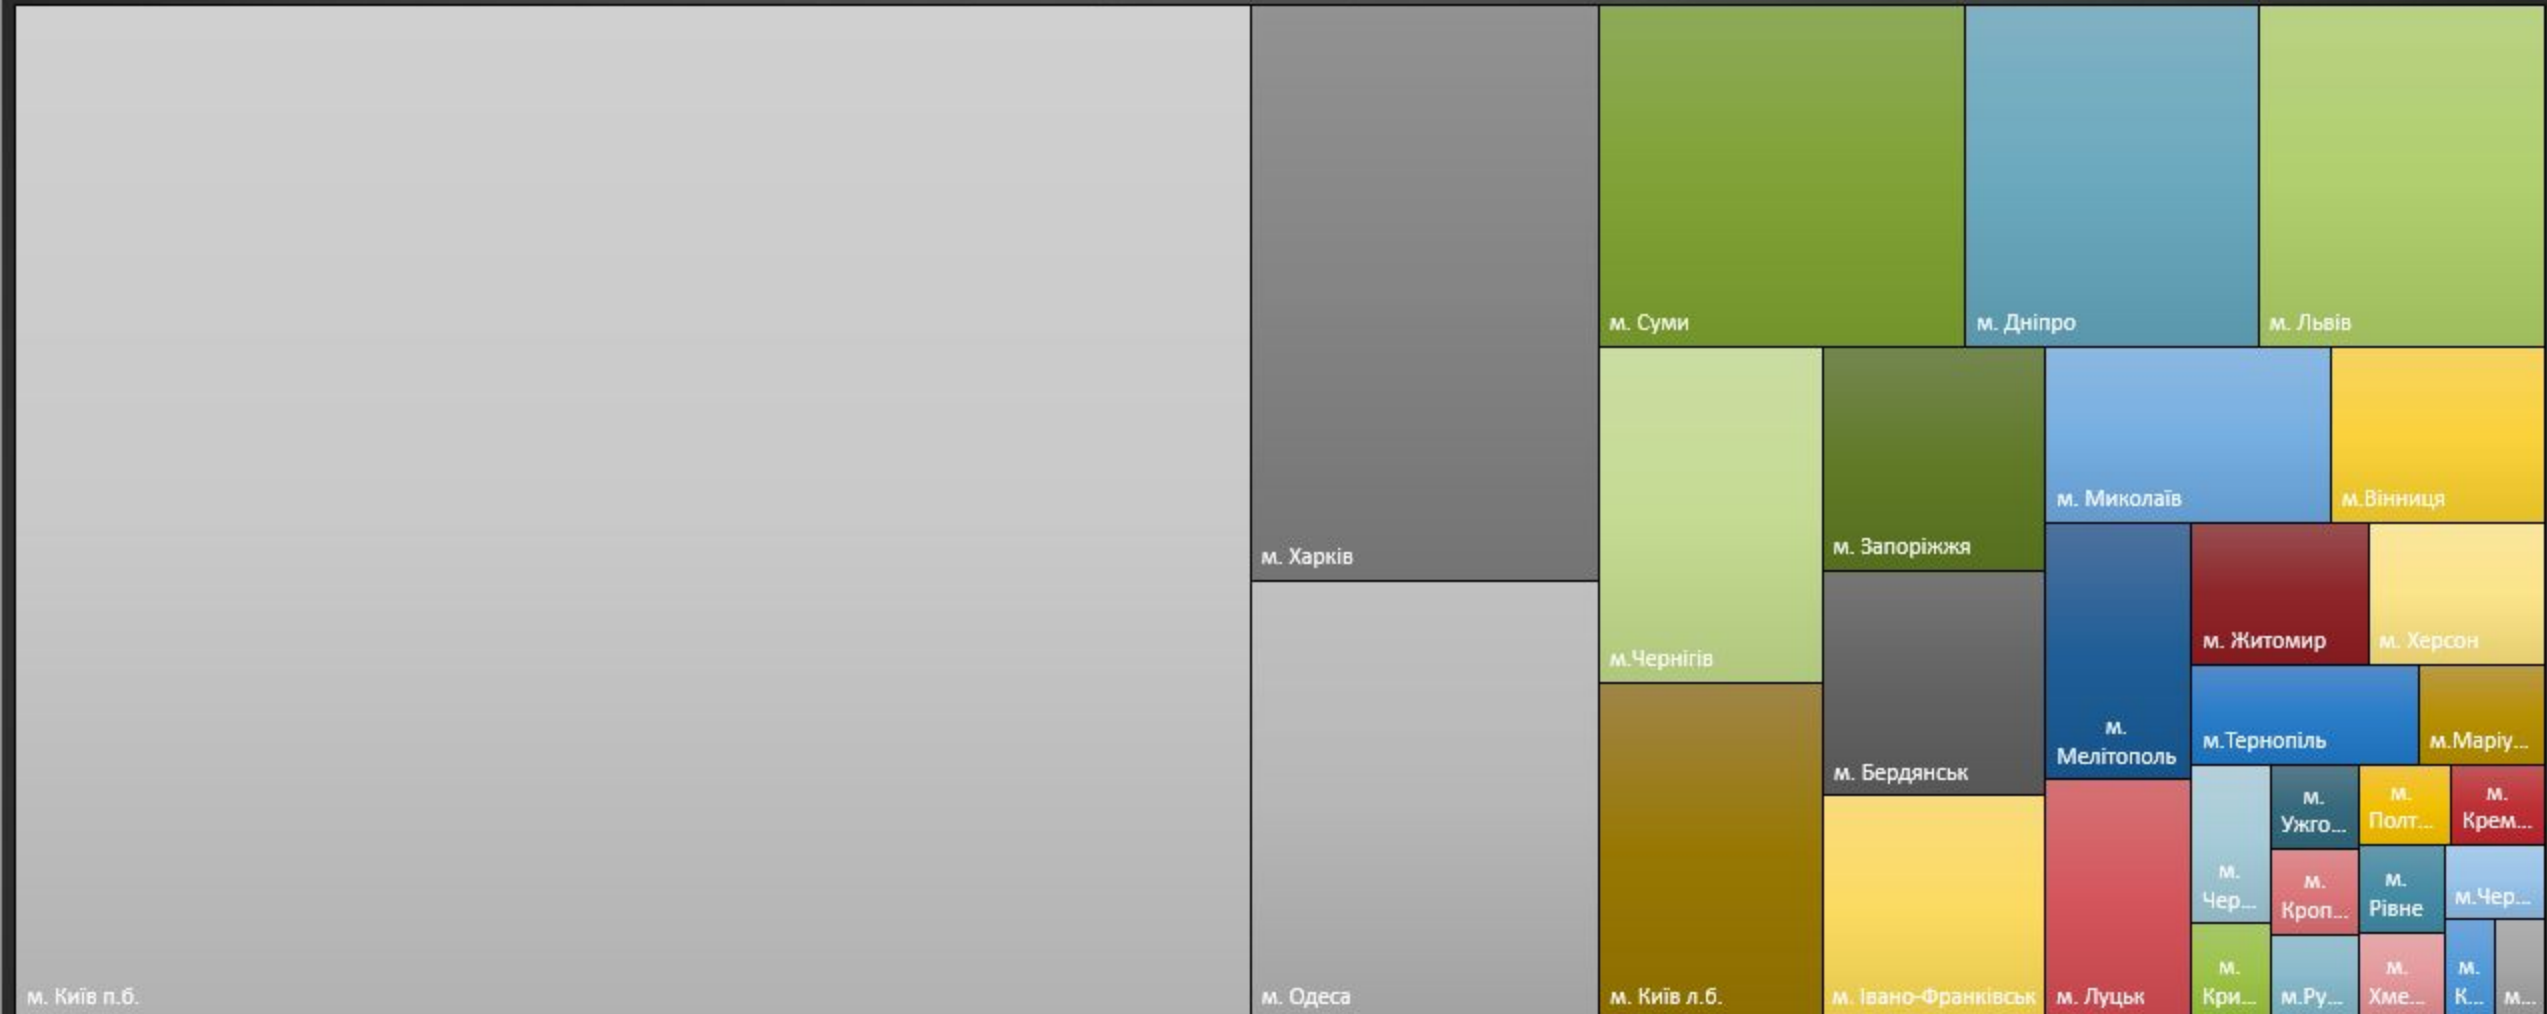 м. Київ п.б.
м. Харків
м. Одеса
м. Суми
м. Дніпро
м. Львів
м.Чернігів
м. Київ л.б.
м. Запоріжжя
м. Бердянськ
м. Івано-Франківськ
м. Миколаїв
м.Вінниця
м.
Мелітополь
м. Луцьк
м. Житомир
м. Херсон
м.Тернопіль
м.Маріу...
м.
Чер...
м.
Кри...
м.
Ужго...
м.
Кроп...
м.Ру...
м.
Полт...
м.
Крем...
м.
Рівне
м.Чер...
м.
Хме...
м.
К...
м...